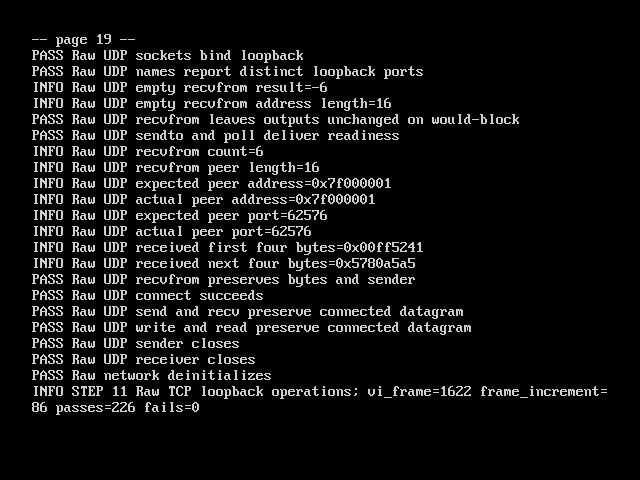 -- page 19 --
PASS Raw UDP sockets bind loopback
PASS Raw UDP names report distinct loopback ports
INFO Raw UDP empty recvfrom result=-6
INFO Raw UDP empty recvfrom address length=16
PASS Raw UDP recvfrom leaves outputs unchanged on would-block
PASS Raw UDP sendto and poll deliver readiness
INFO Raw UDP recvfrom count=6
INFO Raw UDP recvfrom peer length=16
INFO Raw UDP expected peer address=0x7f000001
INFO Raw UDP actual peer address=0x7f000001
INFO Raw UDP expected peer port=62576
INFO Raw UDP actual peer port=62576
INFO Raw UDP received first four bytes=0x00ff5241
INFO Raw UDP received next four bytes=0x5780a5a5
PASS Raw UDP recvfrom preserves bytes and sender
PASS Raw UDP connect succeeds
PASS Raw UDP send and recv preserve connected datagram
PASS Raw UDP write and read preserve connected datagram
PASS Raw UDP sender closes
PASS Raw UDP receiver closes
PASS Raw network deinitializes
INFO STEP 11 Raw TCP loopback operations; vi_frame=1622 frame_increment=
86 passes=226 fails=0